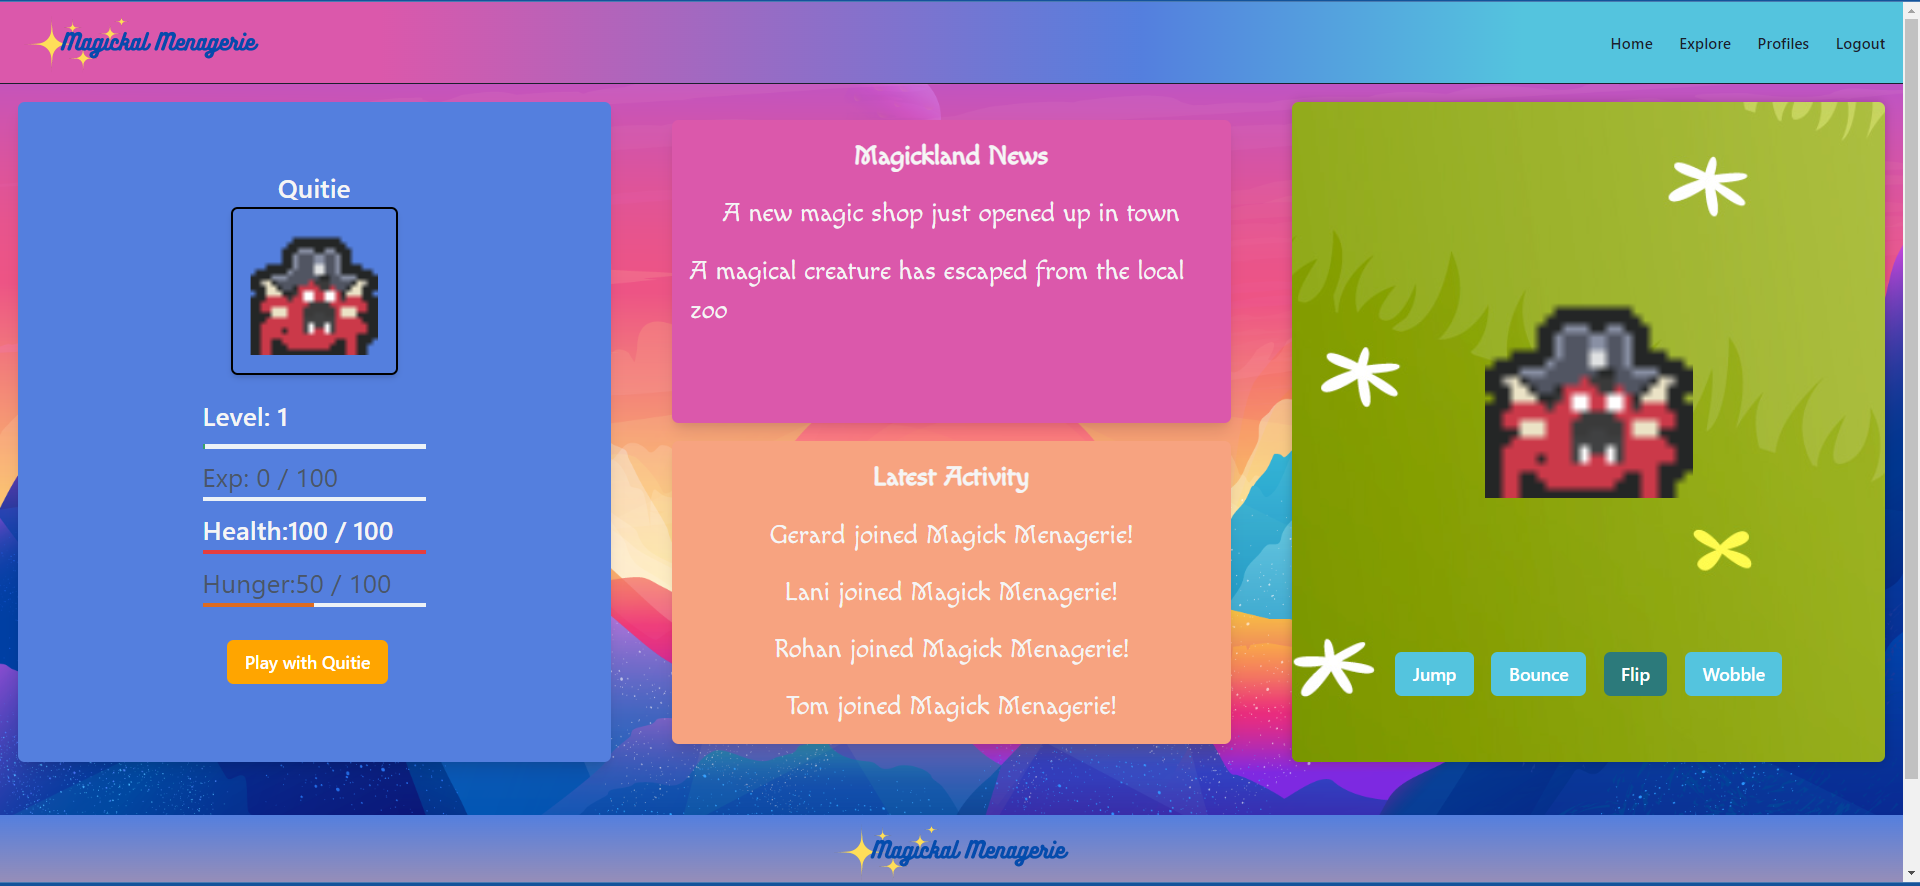 Magickal Menagerie
Home Explore Profiles Logout
Quitie
Level: 1
Exp: 0 / 100
Health:100 / 100
Hunger:50 / 100
Play with Quitie
Magickland News
A new magic shop just opened up in town
A magical creature has escaped from the local
zoo
Latest Activity
Gerard joined Magick Menagerie!
Lani joined Magick Menagerie!
Rohan joined Magick Menagerie!
Tom joined Magick Menagerie!
Jump Bounce Flip Wobble
Magickal Menagerie